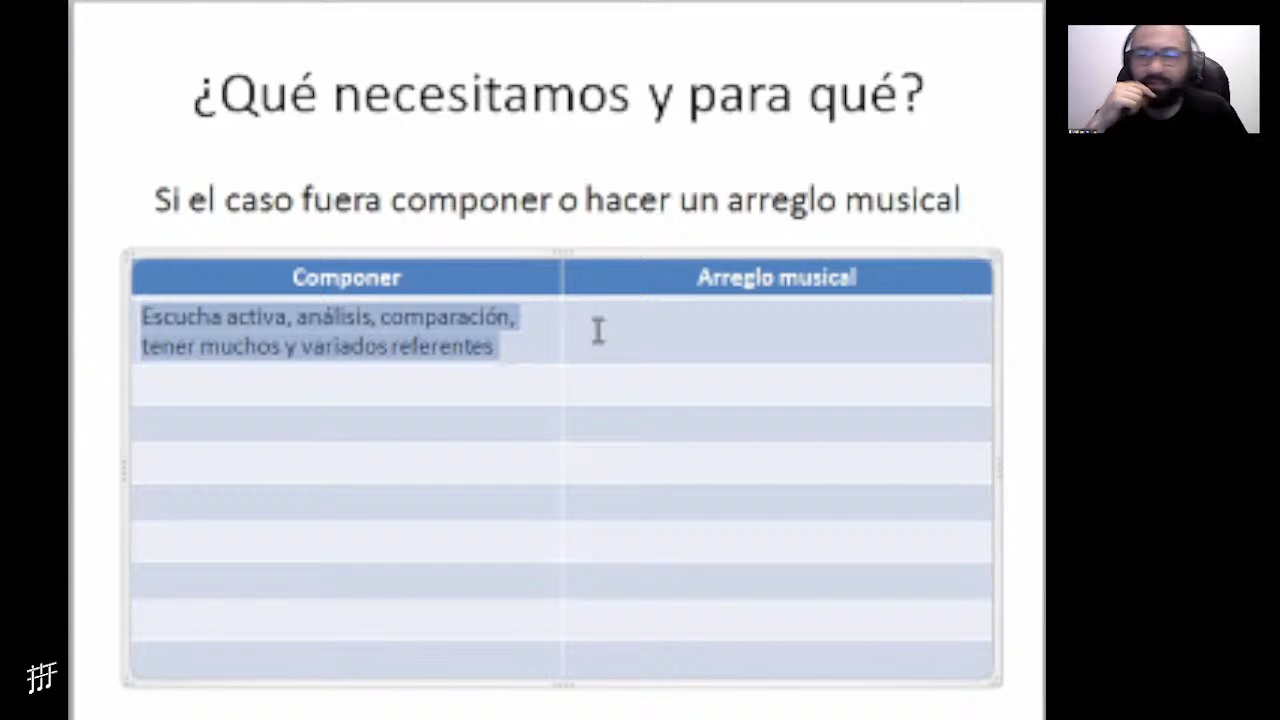 ¿Qué necesitamos y para qué?
Si el caso fuera componer o hacer un arreglo musical
Componer
Arreglo musical
Escucha activa, análisis, comparación,
tener muchos y variados referentes